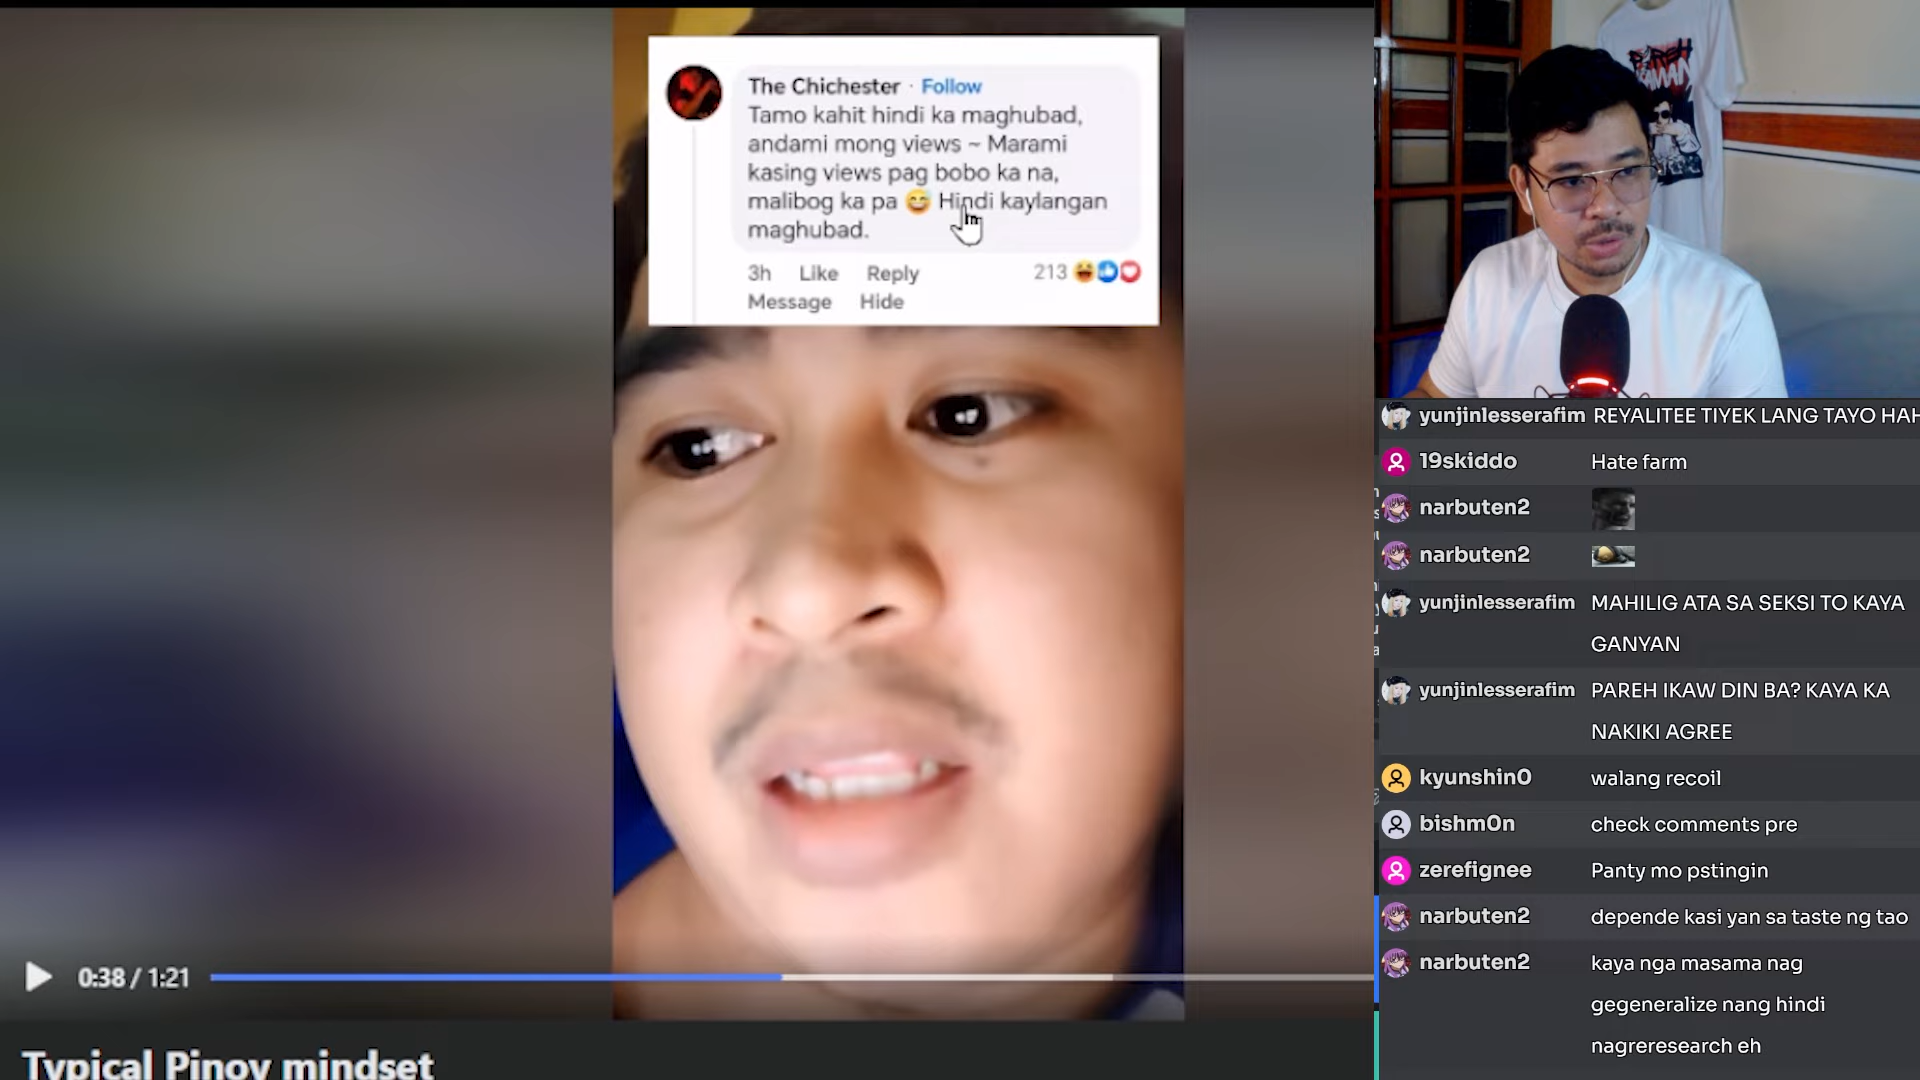 The Chichester · Follow
Tamo kahit hindi ka maghubad,
andami mong views ~ Marami
kasing views pag bobo ka na,
malibog ka pa 😅 Hindi kaylangan
maghubad.
3h Like Reply 213
Message Hide
0:38 / 1:21
Typical Pinoy mindset
yunjinlesserafim REYALITEE TIYEK LANG TAYO HAH
19skiddo Hate farm
narbuten2
narbuten2
yunjinlesserafim MAHILIG ATA SA SEKSI TO KAYA
GANYAN
yunjinlesserafim PAREH IKAW DIN BA? KAYA KA
NAKIKI AGREE
kyunshin0 walang recoil
bishm0n check comments pre
zerefignee Panty mo pstingin
narbuten2 depende kasi yan sa taste ng tao
narbuten2 kaya nga masama nag
gegeneralize nang hindi
nagreresearch eh